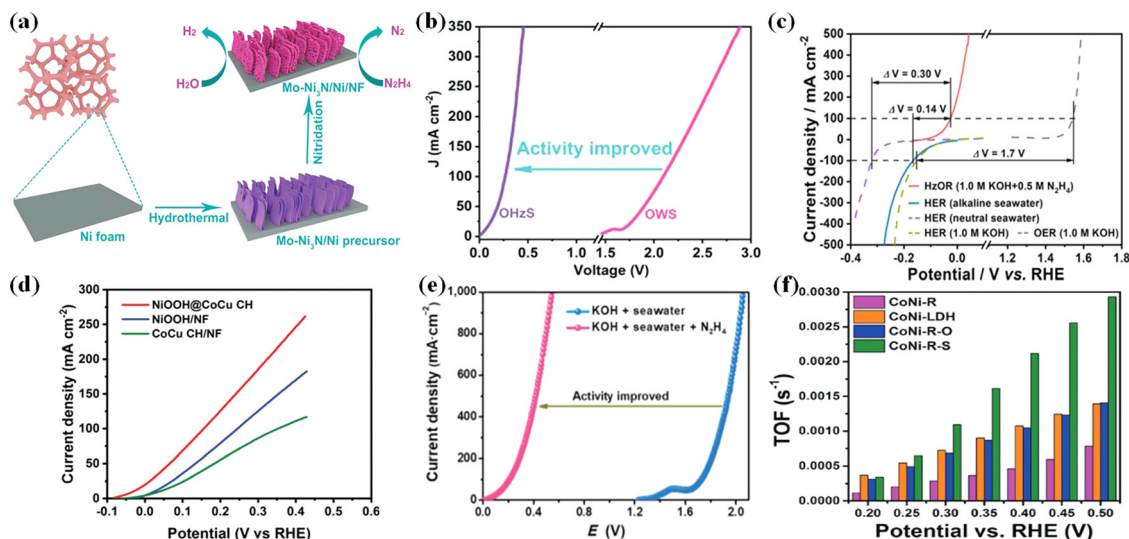 (a)
H₂
H₂O
N₂
N₂H₄
Mo-Ni₃N/Ni/NF
Nitridation
Ni foam
Hydrothermal
Mo-Ni₃N/Ni precursor
(b)
J (mA cm⁻²)
350
300
250
200
150
100
50
0
Activity improved
OHzS
OWS
0.0
0.5
1.0
1.5
2.0
2.5
3.0
Voltage (V)
(c)
Current density / mA cm⁻²
500
400
300
200
100
0
-100
-200
-300
-400
-500
Δ V = 0.30 V
Δ V = 0.14 V
Δ V = 1.7 V
HzOR (1.0 M KOH+0.5 M N₂H₄)
HER (alkaline seawater)
HER (neutral seawater)
HER (1.0 M KOH)
OER (1.0 M KOH)
-0.4
-0.2
0.0
1.2
1.4
1.6
1.8
Potential / V vs. RHE
(d)
Current density (mA cm⁻²)
300
250
200
150
100
50
0
NiOOH@CoCu CH
NiOOH/NF
CoCu CH/NF
-0.1
0.0
0.1
0.2
0.3
0.4
0.5
0.6
Potential (V vs RHE)
(e)
Current density (mA·cm⁻²)
1,000
800
600
400
200
0
KOH + seawater
KOH + seawater + N₂H₄
Activity improved
0.0
0.4
0.8
1.2
1.6
2.0
E (V)
(f)
TOF (s⁻¹)
0.0030
0.0025
0.0020
0.0015
0.0010
0.0005
0.0000
CoNi-R
CoNi-LDH
CoNi-R-O
CoNi-R-S
0.20
0.25
0.30
0.35
0.40
0.45
0.50
Potential vs. RHE (V)